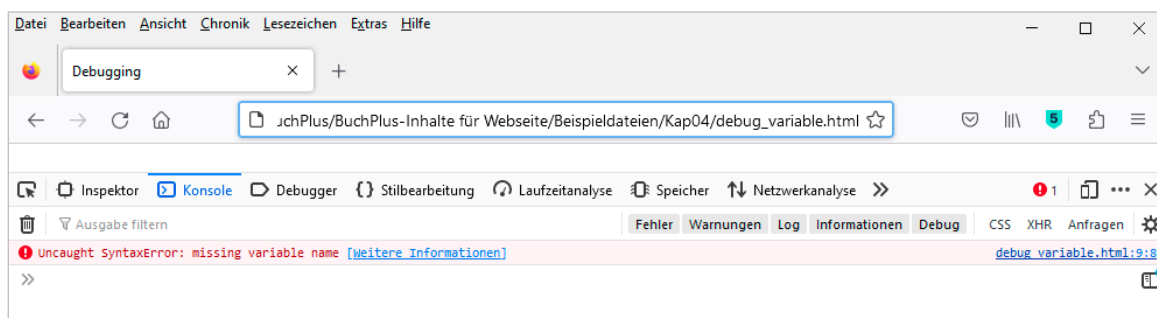 Datei Bearbeiten Ansicht Chronik Lesezeichen Extras Hilfe
Debugging
JchPlus/BuchPlus-Inhalte für Webseite/Beispieldateien/Kap04/debug_variable.html
5
Inspektor Konsole Debugger Stilbearbeitung Laufzeitanalyse Speicher Netzwerkanalyse 1
Ausgabe filtern Fehler Warnungen Log Informationen Debug CSS XHR Anfragen
Uncaught SyntaxError: missing variable name [Weitere Informationen] debug_variable.html:9:8